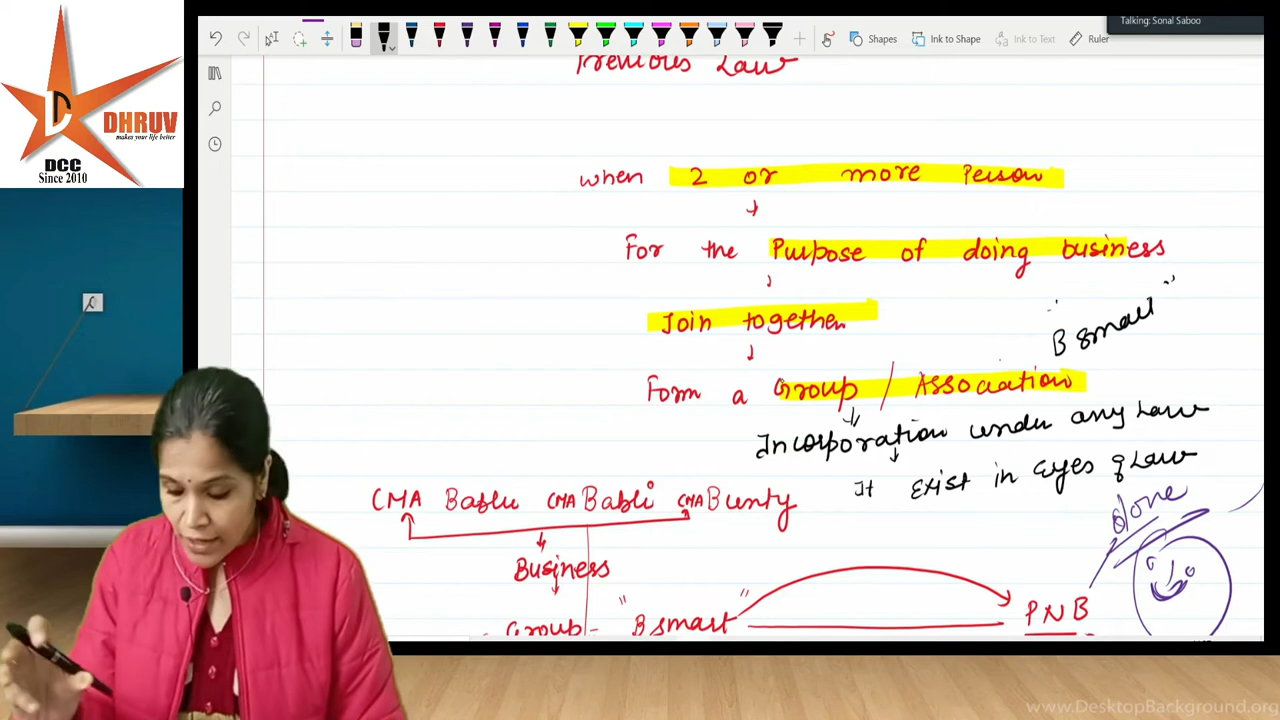 Talking: Sonal Saboo
Shapes
Ink to Shape
Ink to Text
Ruler
D
DHRUV
makes your life better
DCC
Since 2010
Previous Law
when 2 or more Person
For the Purpose of doing business
Join together
"B smart"
Form a Group / Association
Incorporation under any Law
It exist in eyes of Law
CMA Bablu CMA Babli CMA Bunty
done
Business
Group - "B smart"
PNB
www.DesktopBackground.org